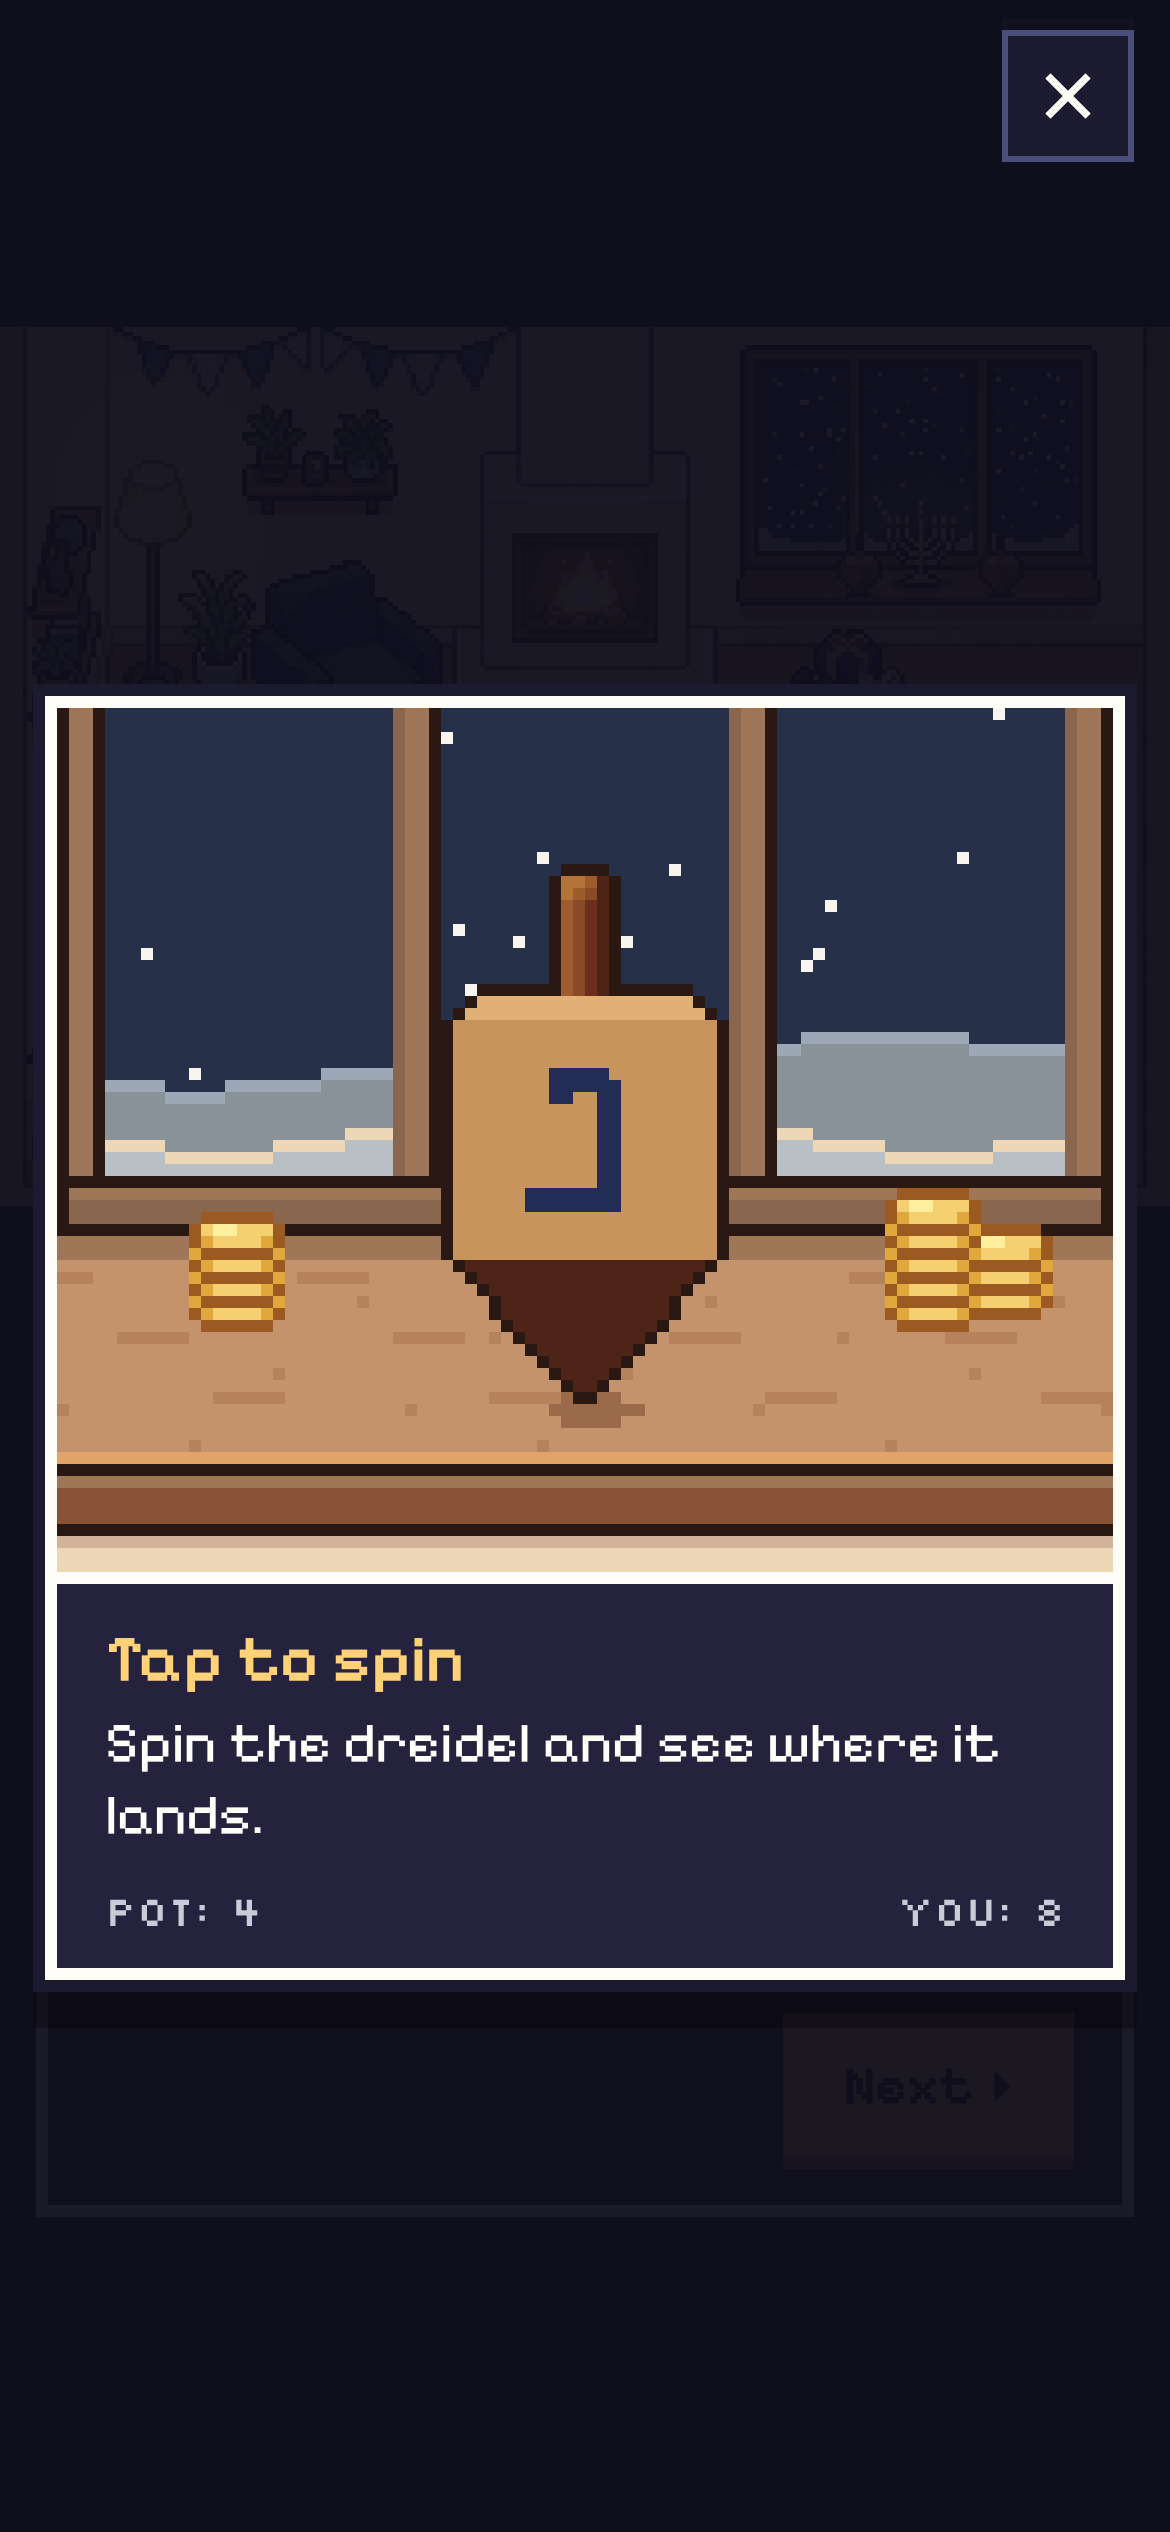 נ
Tap to spin
Spin the dreidel and see where it
lands.
POT: 4 YOU: 8
Next